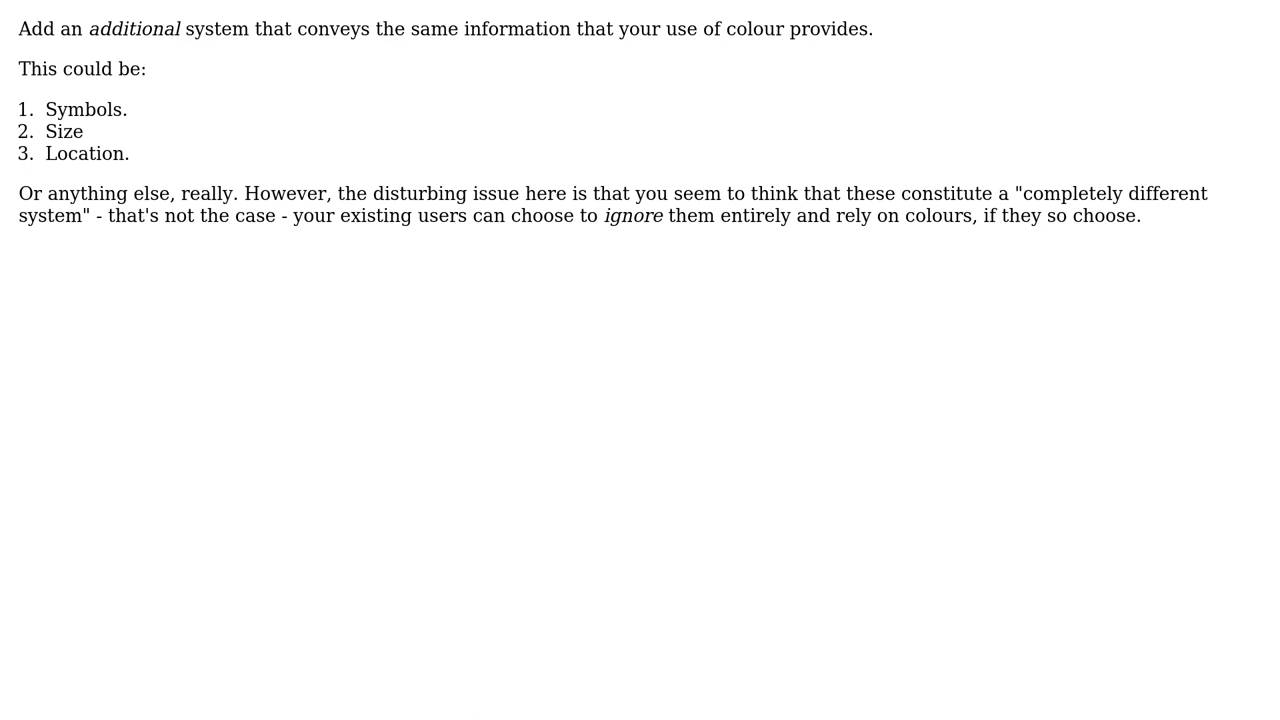 Add an additional system that conveys the same information that your use of colour provides.
This could be:
1. Symbols.
2. Size
3. Location.
Or anything else, really. However, the disturbing issue here is that you seem to think that these constitute a "completely different
system" - that's not the case - your existing users can choose to ignore them entirely and rely on colours, if they so choose.